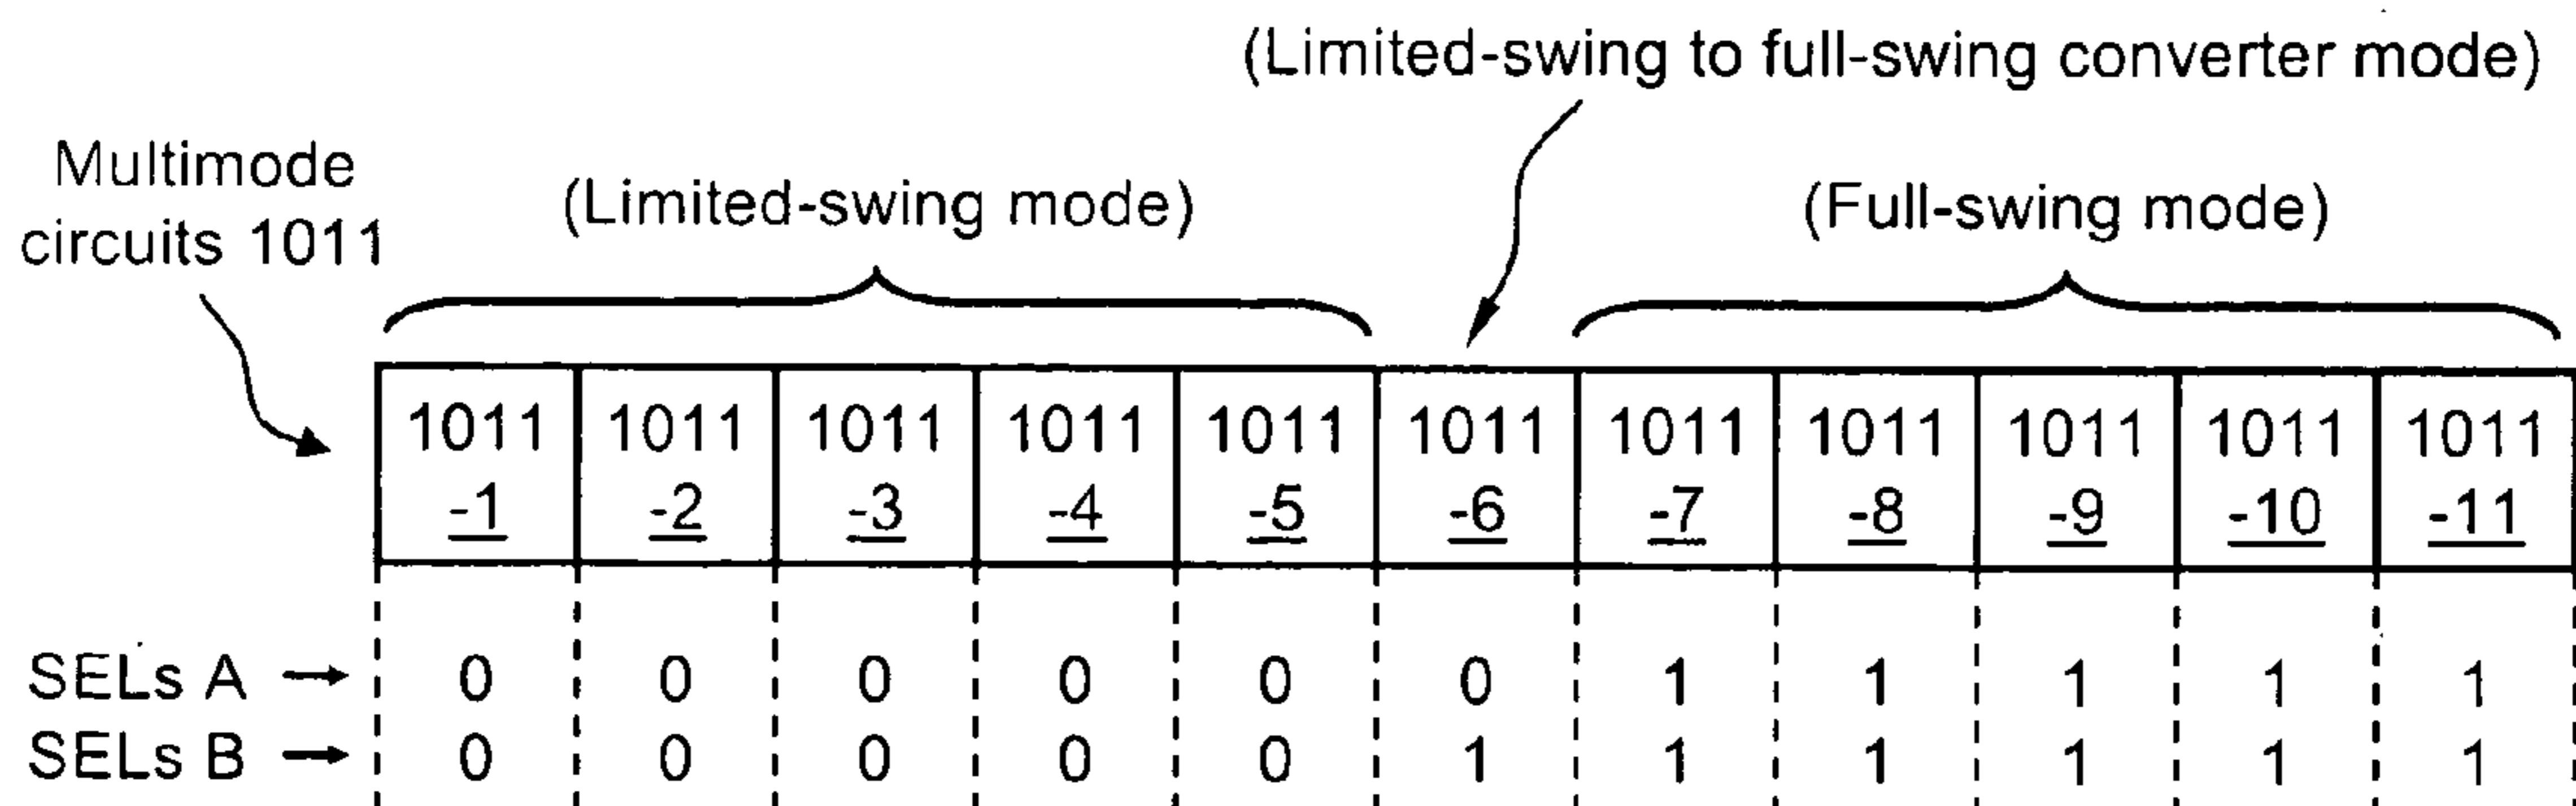 (Limited-swing to full-swing converter mode)
Multimode
circuits 1011
(Limited-swing mode)
(Full-swing mode)
1011 1011 1011 1011 1011 1011 1011 1011 1011 1011 1011
-1 -2 -3 -4 -5 -6 -7 -8 -9 -10 -11
SELs A → 0 0 0 0 0 0 1 1 1 1 1
SELs B → 0 0 0 0 0 1 1 1 1 1 1